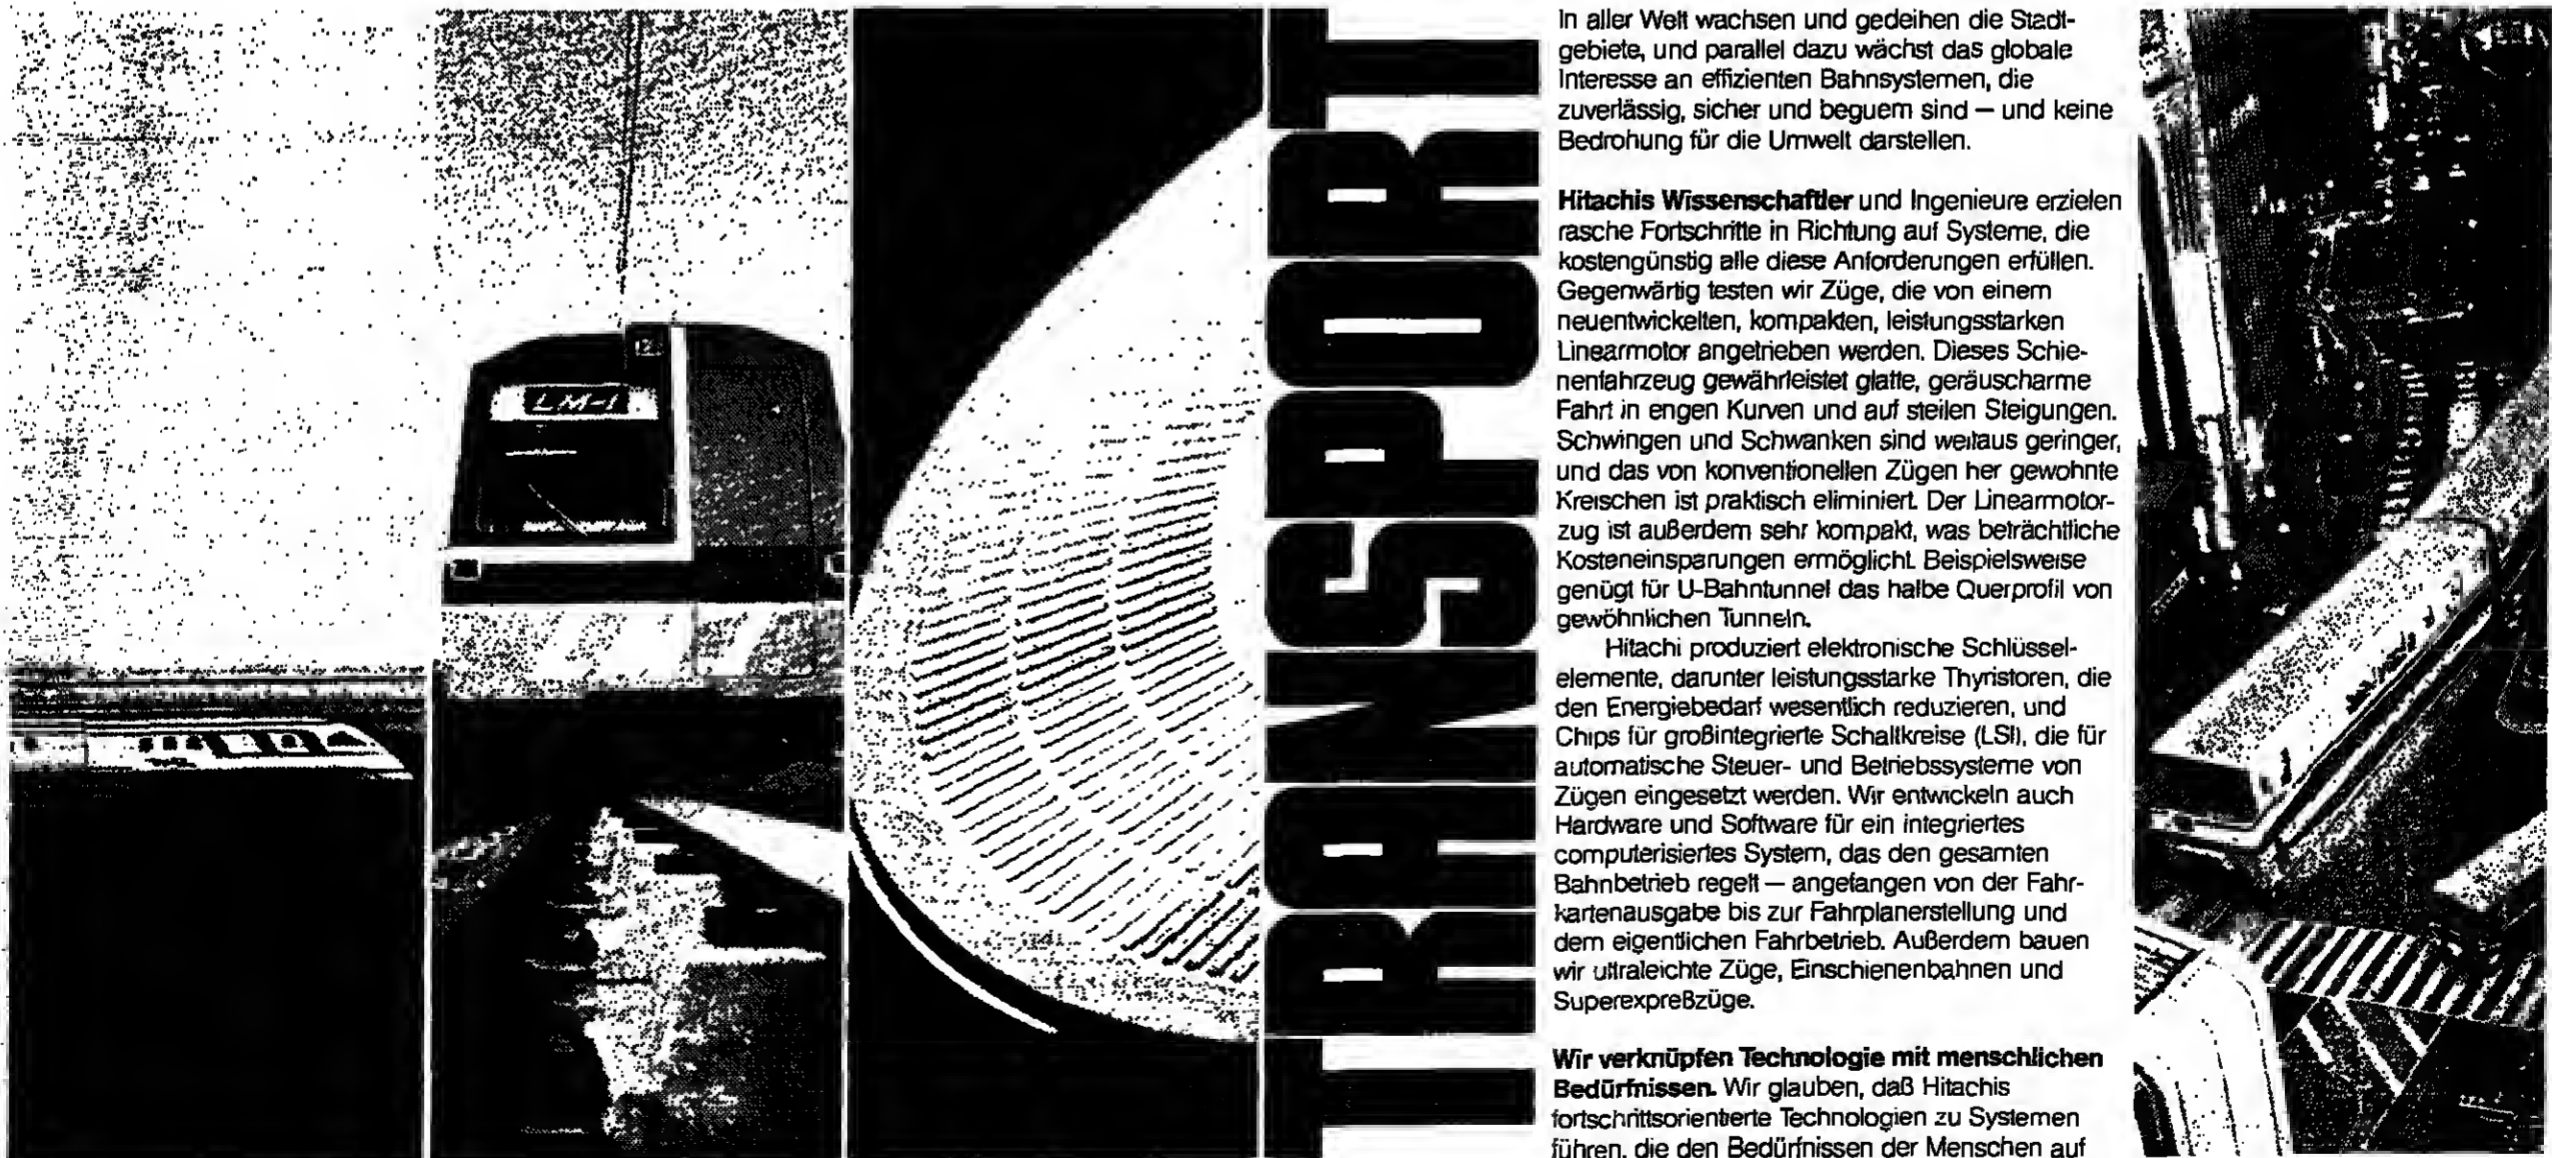 LM-1
TRANSPORT
In aller Welt wachsen und gedeihen die Stadt-
gebiete, und parallel dazu wächst das globale
Interesse an effizienten Bahnsystemen, die
zuverlässig, sicher und beguem sind — und keine
Bedrohung für die Umwelt darstellen.
Hitachis Wissenschaftler und Ingenieure erzielen
rasche Fortschritte in Richtung auf Systeme, die
kostengünstig alle diese Anforderungen erfüllen.
Gegenwärtig testen wir Züge, die von einem
neuentwickelten, kompakten, leistungsstarken
Linearmotor angetrieben werden. Dieses Schie-
nenfahrzeug gewährleistet glatte, geräuscharme
Fahrt in engen Kurven und auf steilen Steigungen.
Schwingen und Schwanken sind weitaus geringer,
und das von konventionellen Zügen her gewohnte
Kreischen ist praktisch eliminiert. Der Linearmotor-
zug ist außerdem sehr kompakt, was beträchtliche
Kosteneinsparungen ermöglicht. Beispielsweise
genügt für U-Bahntunnel das halbe Querprofil von
gewöhnlichen Tunneln.
Hitachi produziert elektronische Schlüssel-
elemente, darunter leistungsstarke Thyristoren, die
den Energiebedarf wesentlich reduzieren, und
Chips für großintegrierte Schaltkreise (LSI), die für
automatische Steuer- und Betriebssysteme von
Zügen eingesetzt werden. Wir entwickeln auch
Hardware und Software für ein integriertes
computerisiertes System, das den gesamten
Bahnbetrieb regelt — angefangen von der Fahr-
kartenausgabe bis zur Fahrplanerstellung und
dem eigentlichen Fahrbetrieb. Außerdem bauen
wir ultraleichte Züge, Einschienenbahnen und
Superexpreßzüge.
Wir verknüpfen Technologie mit menschlichen
Bedürfnissen. Wir glauben, daß Hitachis
fortschrittsorientierte Technologien zu Systemen
führen, die den Bedürfnissen der Menschen auf